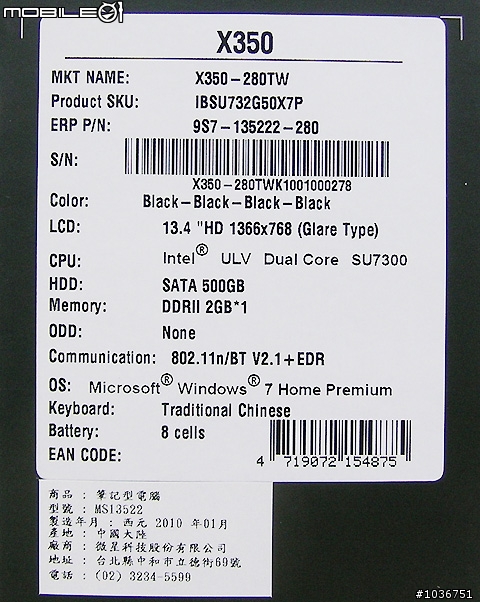 MOBILE01
X350
MKT NAME: X350-280TW
Product SKU: IBSU732G50X7P
ERP P/N: 9S7-135222-280
S/N:
X350-280TWK1001000278
Color: Black-Black-Black-Black
LCD: 13.4 "HD 1366x768 (Glare Type)
CPU: Intel® ULV Dual Core SU7300
HDD: SATA 500GB
Memory: DDRII 2GB*1
ODD: None
Communication: 802.11n/BT V2.1+EDR
OS: Microsoft® Windows® 7 Home Premium
Keyboard: Traditional Chinese
Battery: 8 cells
EAN CODE: 4 719072 154875
商品 : 筆記型電腦
型號 : MS13522
製造年月 : 西元 2010 年01月
產地 : 中國大陸
廠商 : 微星科技股份有限公司
地址 : 台北縣中和市立德街69號
電話 : (02) 3234-5599
#1036751